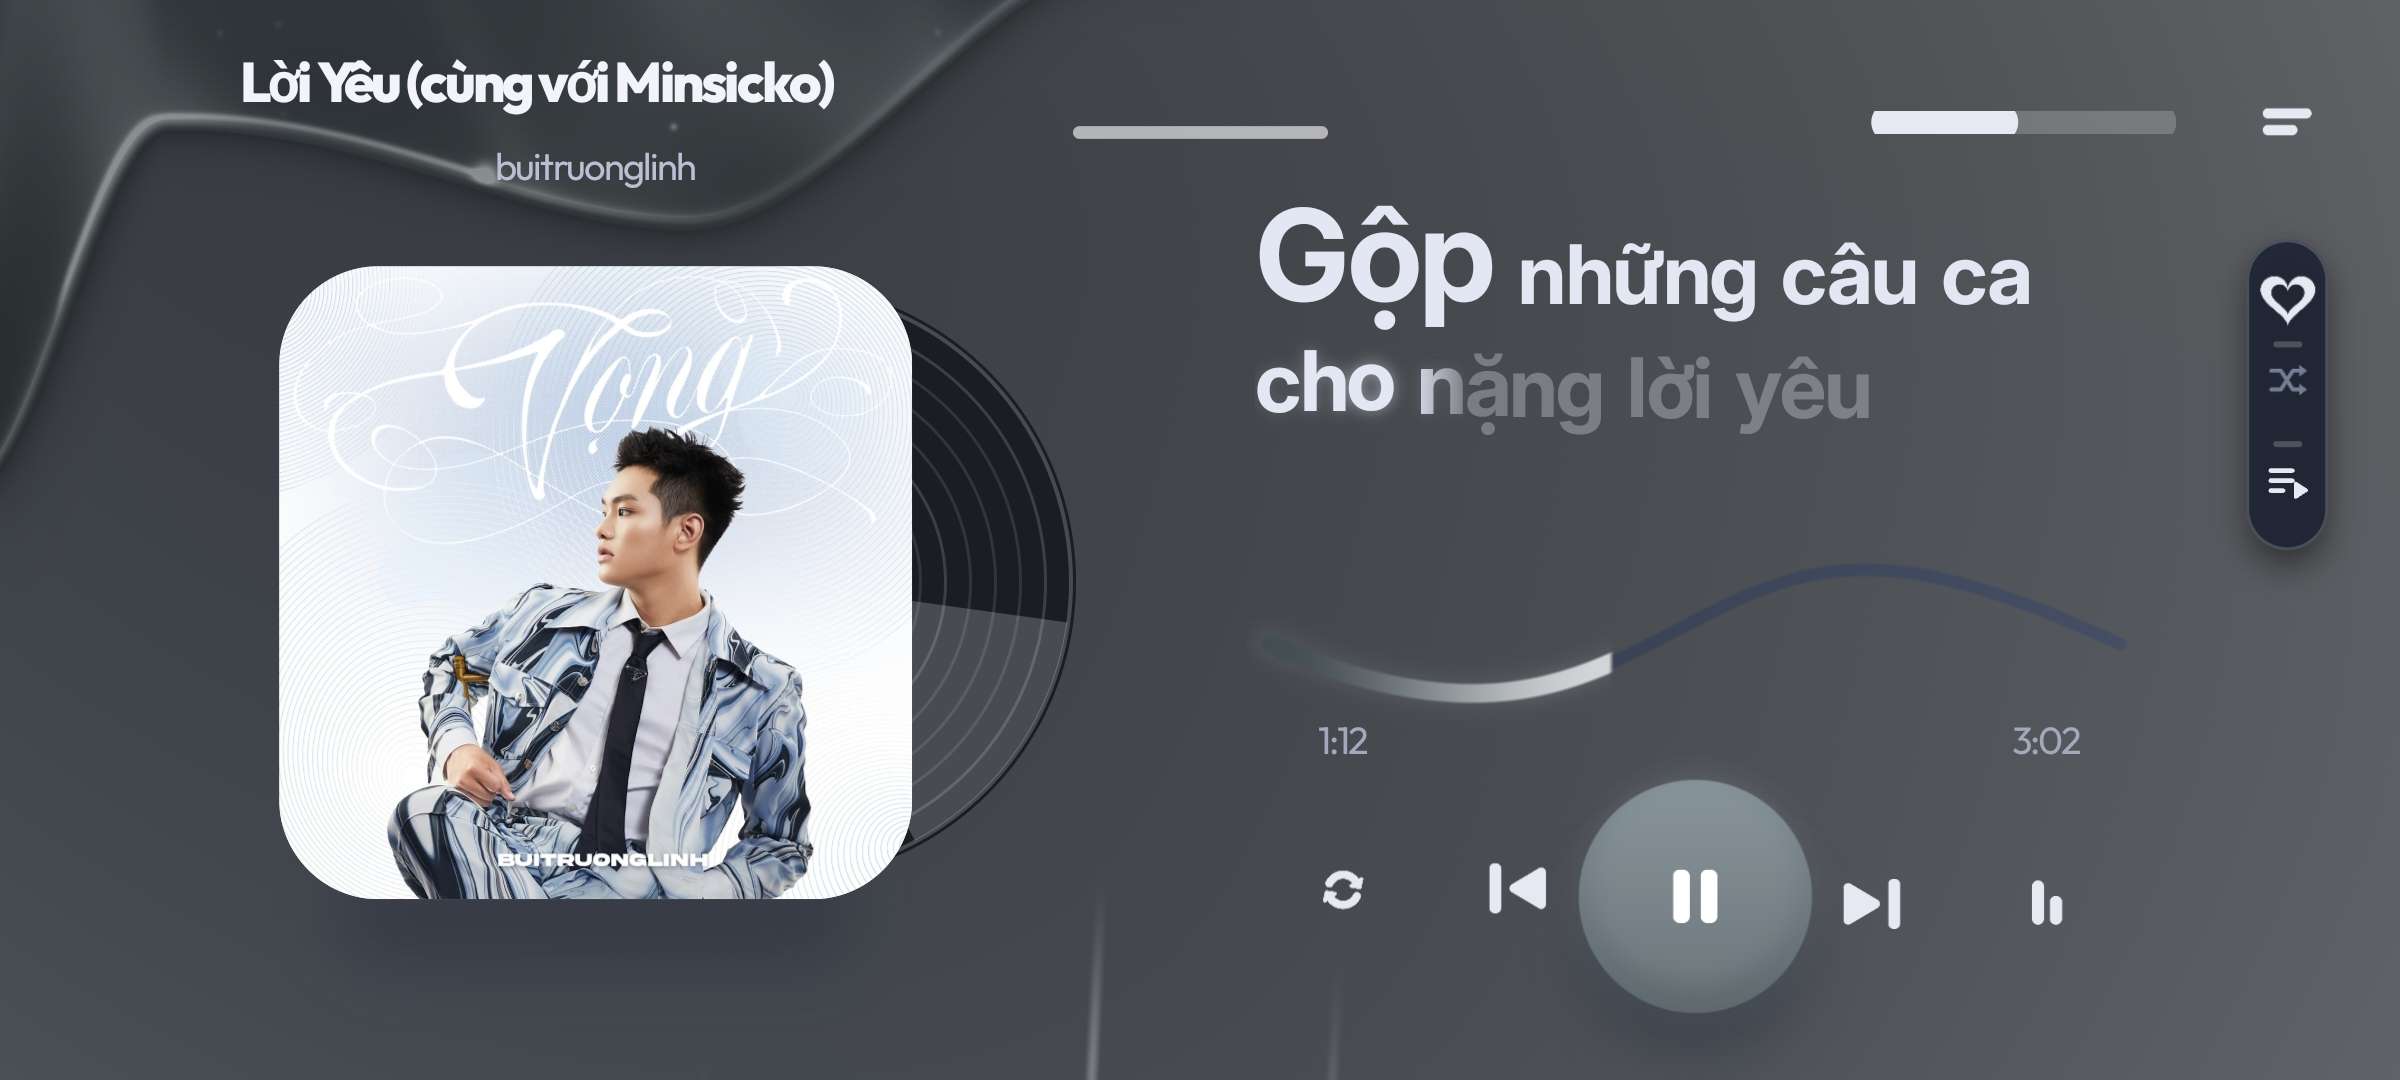 Lời Yêu (cùng với Minsicko)
buitruonglinh
Vọng
BUITRUONGLINH
Gộp những câu ca
cho nặng lời yêu
1:12
3:02